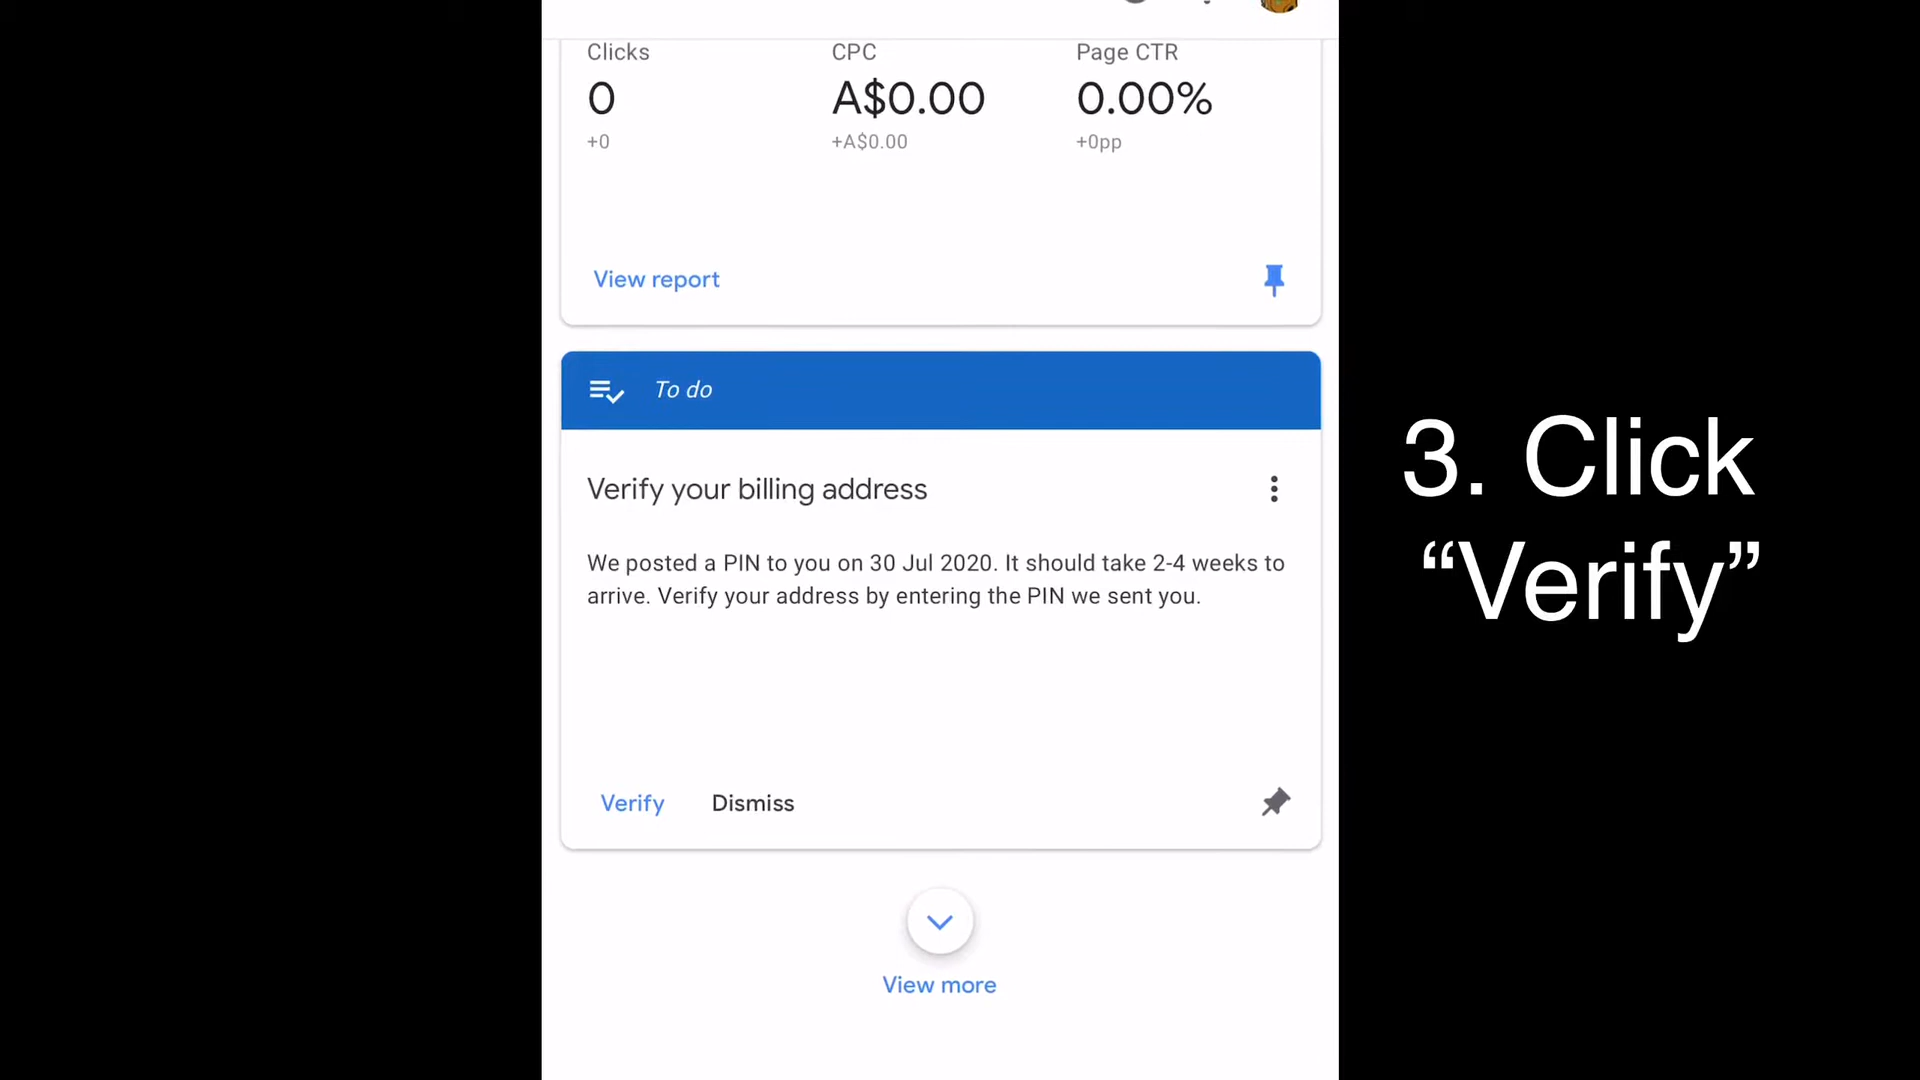 Clicks CPC Page CTR
0 A$0.00 0.00%
+0 +A$0.00 +0pp
View report
To do
Verify your billing address
We posted a PIN to you on 30 Jul 2020. It should take 2-4 weeks to
arrive. Verify your address by entering the PIN we sent you.
Verify Dismiss
View more
3. Click
“Verify”